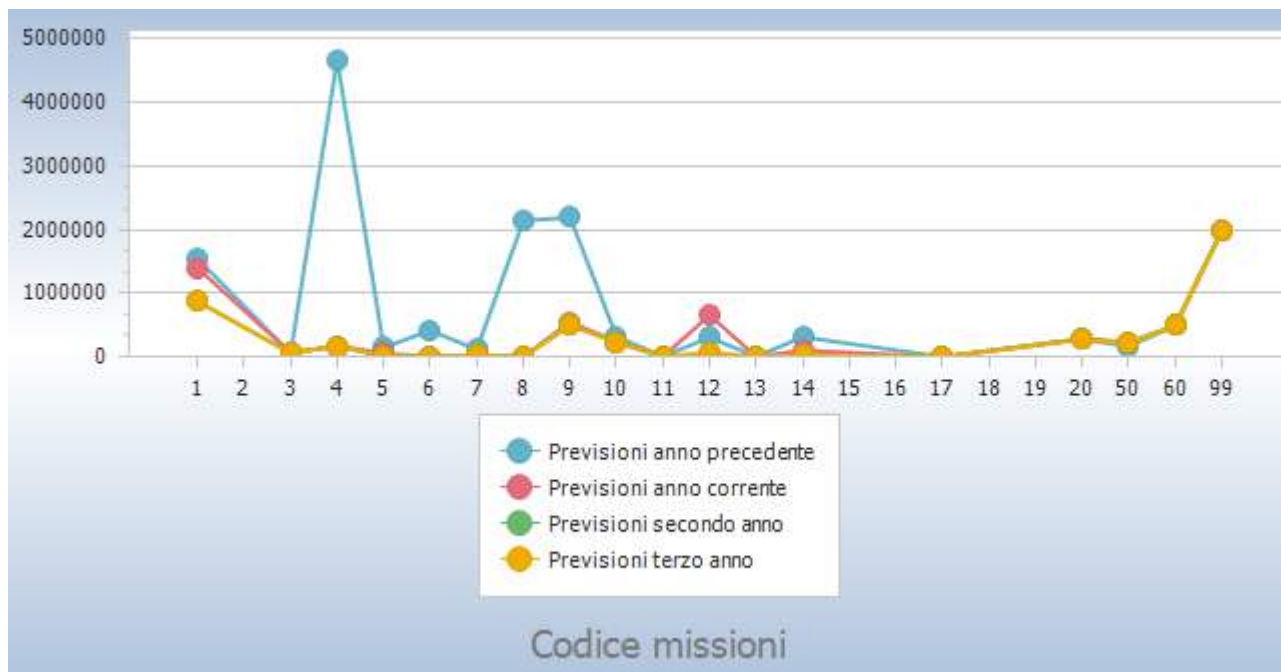 5000000
4000000
3000000
2000000
1000000
0
1 2 3 4 5 6 7 8 9 10 11 12 13 14 15 16 17 18 19 20 50 60 99
Previsioni anno precedente
Previsioni anno corrente
Previsioni secondo anno
Previsioni terzo anno
Codice missioni